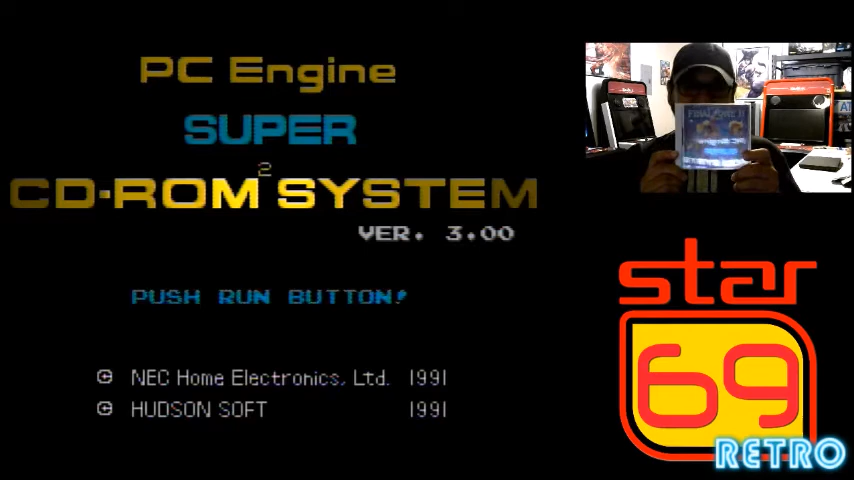 PC Engine
SUPER
CD-ROM² SYSTEM
VER. 3.00
PUSH RUN BUTTON!
NEC Home Electronics, Ltd. 1991
HUDSON SOFT 1991
star
69
RETRO